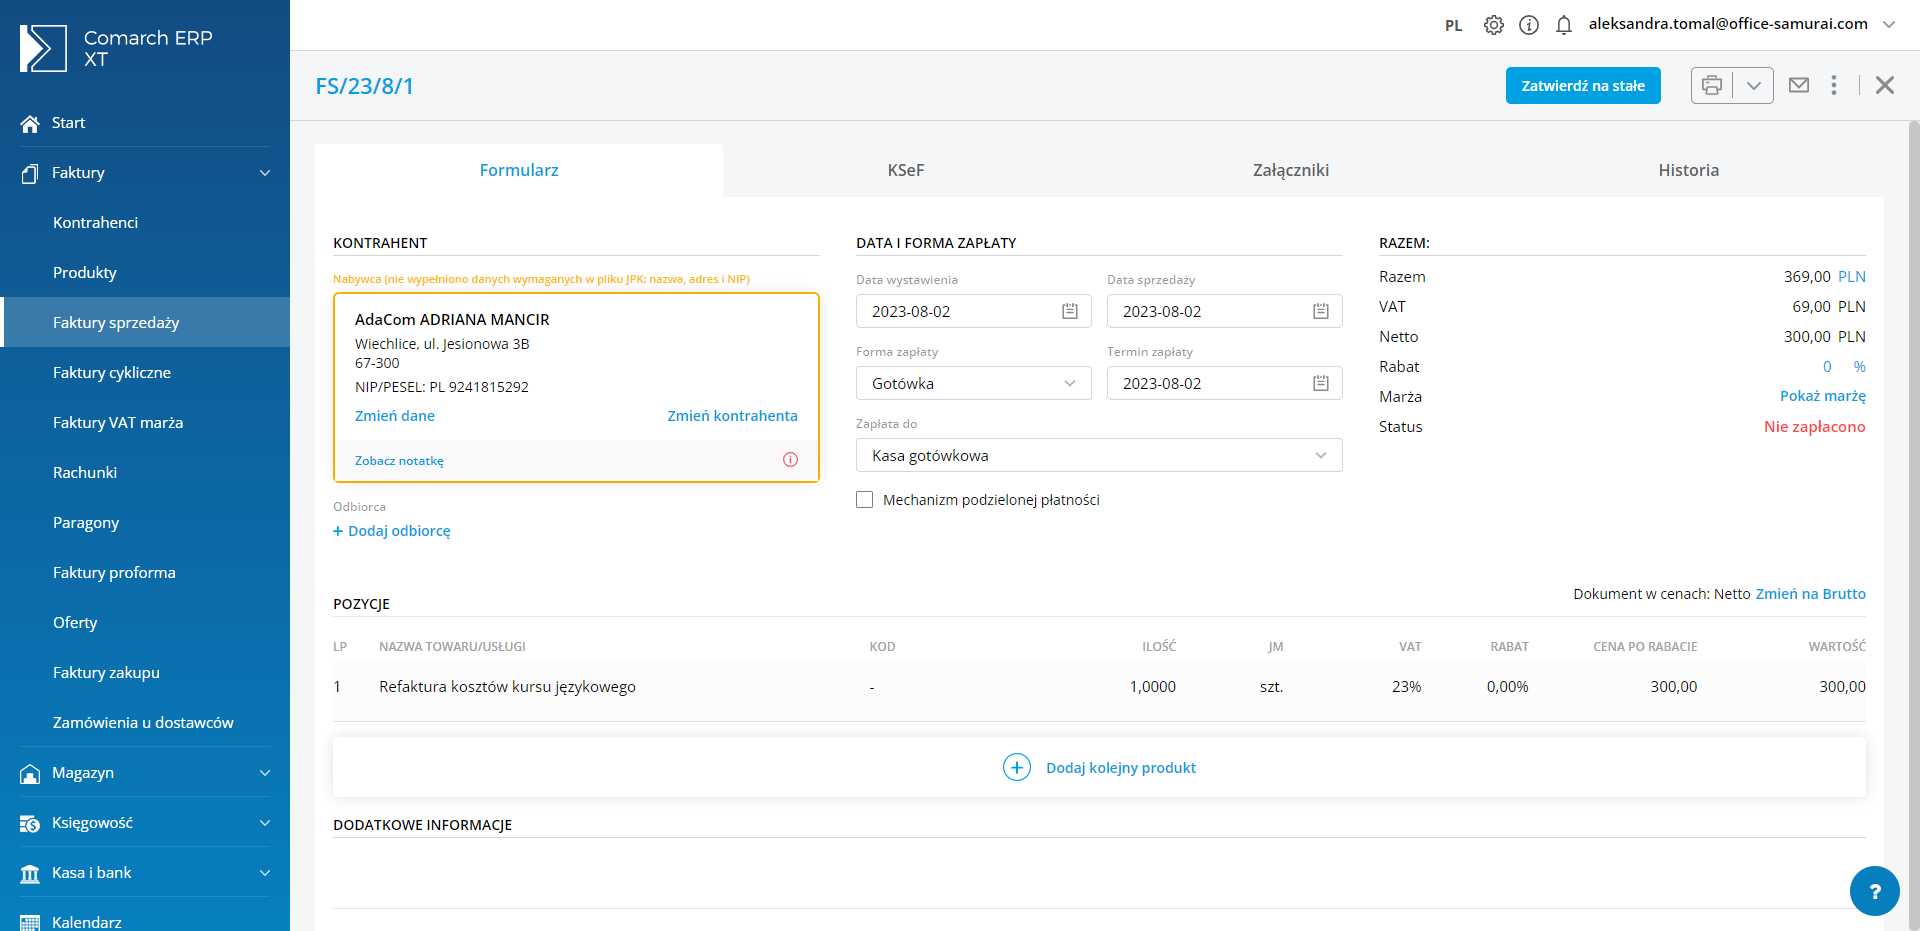 Comarch ERP
XT
Start
Faktury
Kontrahenci
Produkty
Faktury sprzedaży
Faktury cykliczne
Faktury VAT marża
Rachunki
Paragony
Faktury proforma
Oferty
Faktury zakupu
Zamówienia u dostawców
Magazyn
Księgowość
Kasa i bank
Kalendarz
PL
aleksandra.tomal@office-samurai.com
FS/23/8/1
Zatwierdź na stałe
Formularz
KSeF
Załączniki
Historia
KONTRAHENT
Nabywca (nie wypełniono danych wymaganych w pliku JPK: nazwa, adres i NIP)
AdaCom ADRIANA MANCIR
Wiechlice, ul. Jesionowa 3B
67-300
NIP/PESEL: PL 9241815292
Zmień dane Zmień kontrahenta
Zobacz notatkę
Odbiorca
+ Dodaj odbiorcę
DATA I FORMA ZAPŁATY
Data wystawienia Data sprzedaży
2023-08-02 2023-08-02
Forma zapłaty Termin zapłaty
Gotówka 2023-08-02
Zapłata do
Kasa gotówkowa
Mechanizm podzielonej płatności
RAZEM:
Razem 369,00 PLN
VAT 69,00 PLN
Netto 300,00 PLN
Rabat 0 %
Marża Pokaż marżę
Status Nie zapłacono
Dokument w cenach: Netto Zmień na Brutto
POZYCJE
LP NAZWA TOWARU/USŁUGI KOD ILOŚĆ JM VAT RABAT CENA PO RABACIE WARTOŚĆ
1 Refaktura kosztów kursu językowego - 1,0000 szt. 23% 0,00% 300,00 300,00
Dodaj kolejny produkt
DODATKOWE INFORMACJE
?